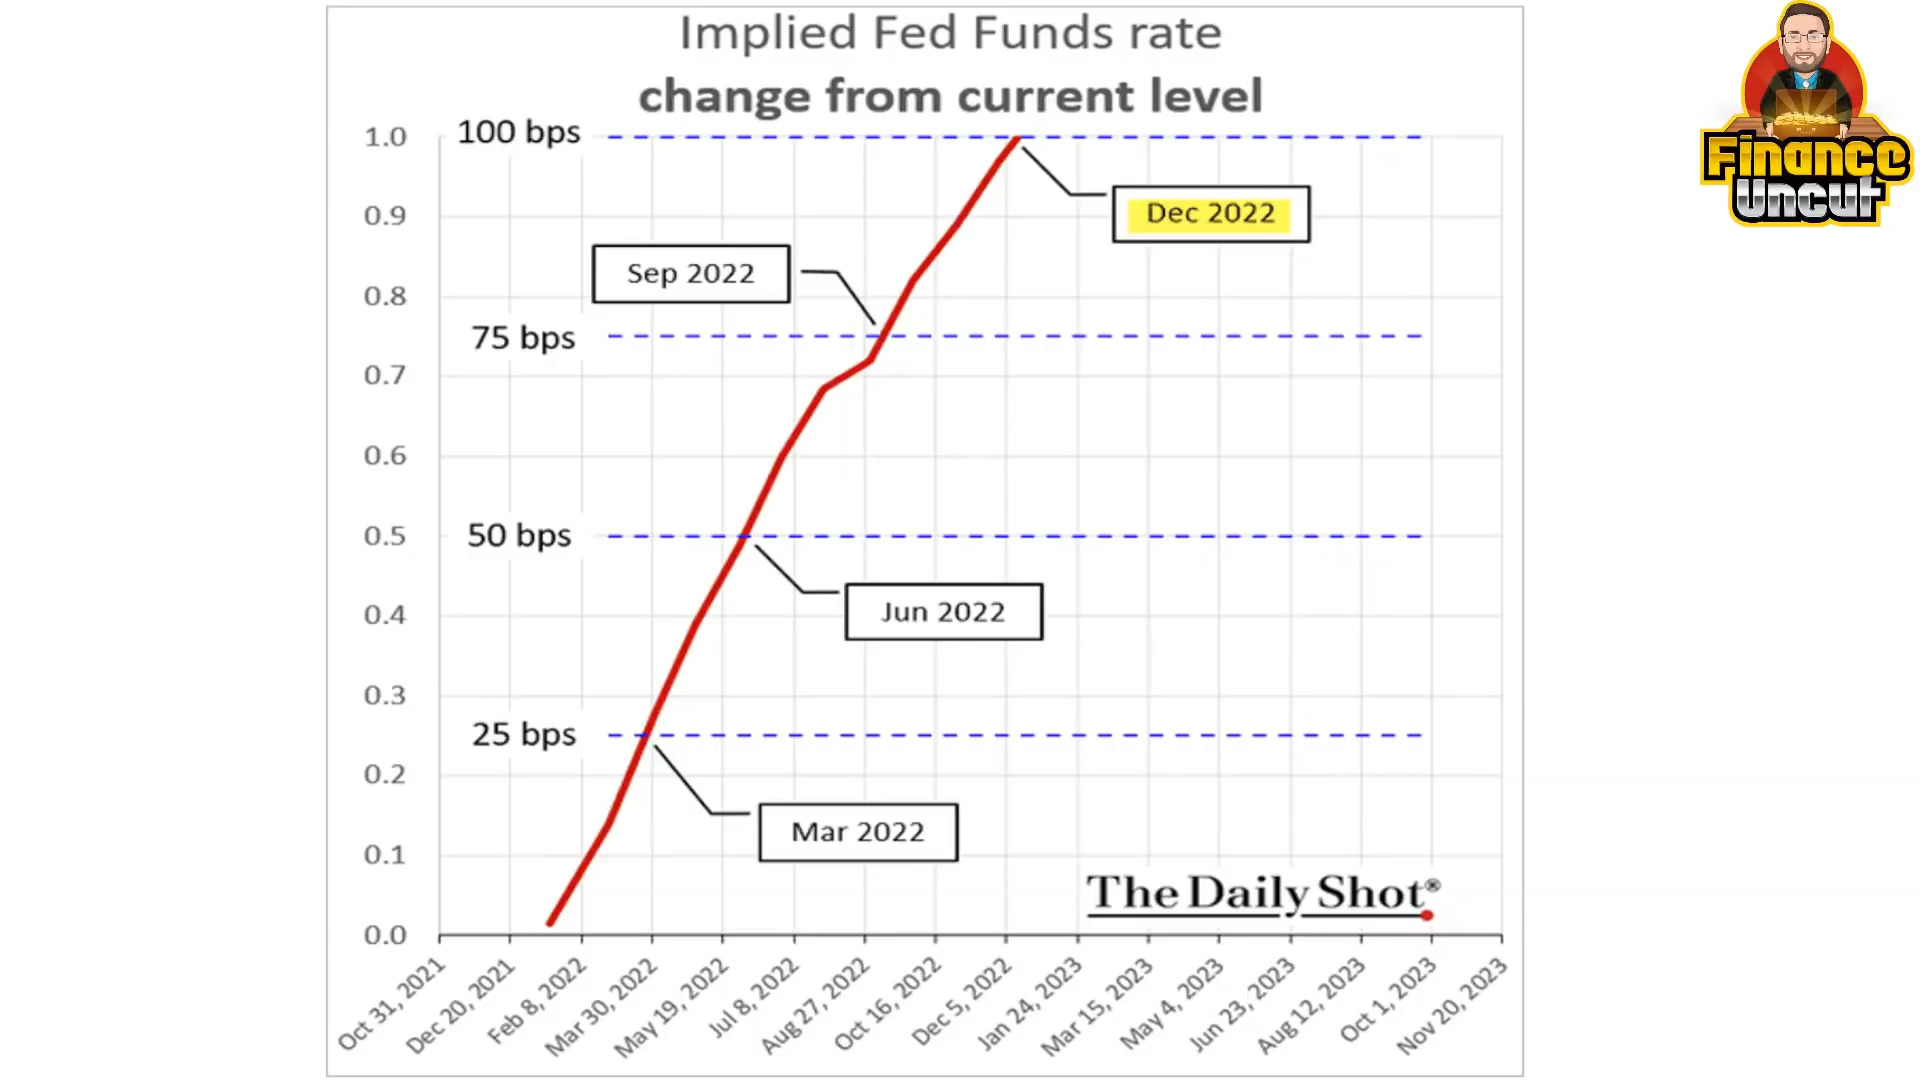 Implied Fed Funds rate
change from current level
Finance
Uncut
1.0
100 bps
Dec 2022
0.9
Sep 2022
0.8
75 bps
0.7
0.6
0.5
50 bps
Jun 2022
0.4
0.3
25 bps
0.2
Mar 2022
0.1
The Daily Shot®
0.0
Oct 31, 2021
Dec 20, 2021
Feb 8, 2022
Mar 30, 2022
May 19, 2022
Jul 8, 2022
Aug 27, 2022
Oct 16, 2022
Dec 5, 2022
Jan 24, 2023
Mar 15, 2023
May 4, 2023
Jun 23, 2023
Aug 12, 2023
Oct 1, 2023
Nov 20, 2023